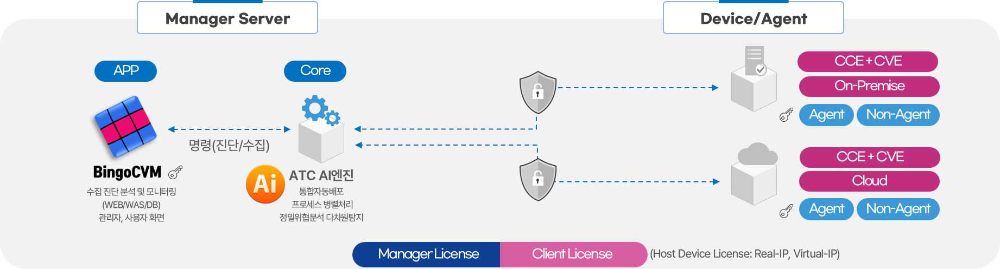 Manager Server
Device/Agent
APP
Core
BingoCVM
수집 진단 분석 및 모니터링
(WEB/WAS/DB)
관리자, 사용자 화면
명령(진단/수집)
Ai
ATC AI엔진
통합자동배포
프로세스 병렬처리
정밀위협분석 다차원탐지
CCE + CVE
On-Premise
Agent
Non-Agent
CCE + CVE
Cloud
Agent
Non-Agent
Manager License
Client License
(Host Device License: Real-IP, Virtual-IP)